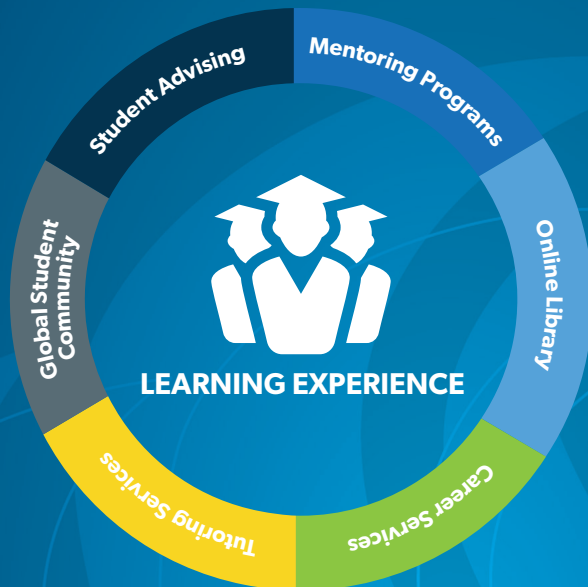 Student Advising
Mentoring Programs
Online Library
Career Services
Tutoring Services
Global Student
Community
LEARNING EXPERIENCE